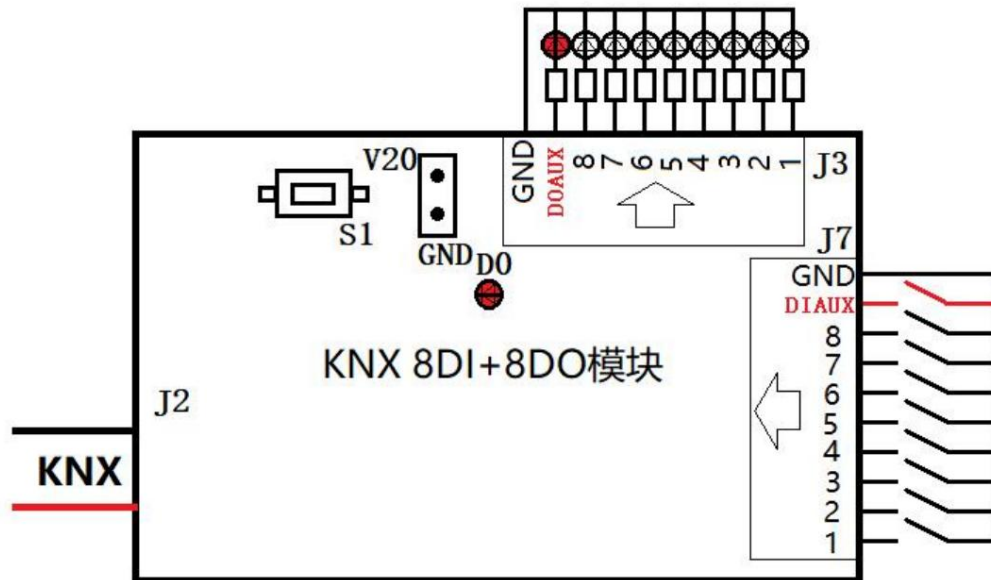 V20
S1
GND
D0
GND
DOAUX
8
7
6
5
4
3
2
1
J3
J7
GND
DIAUX
8
7
6
5
4
3
2
1
KNX 8DI+8DO模块
J2
KNX